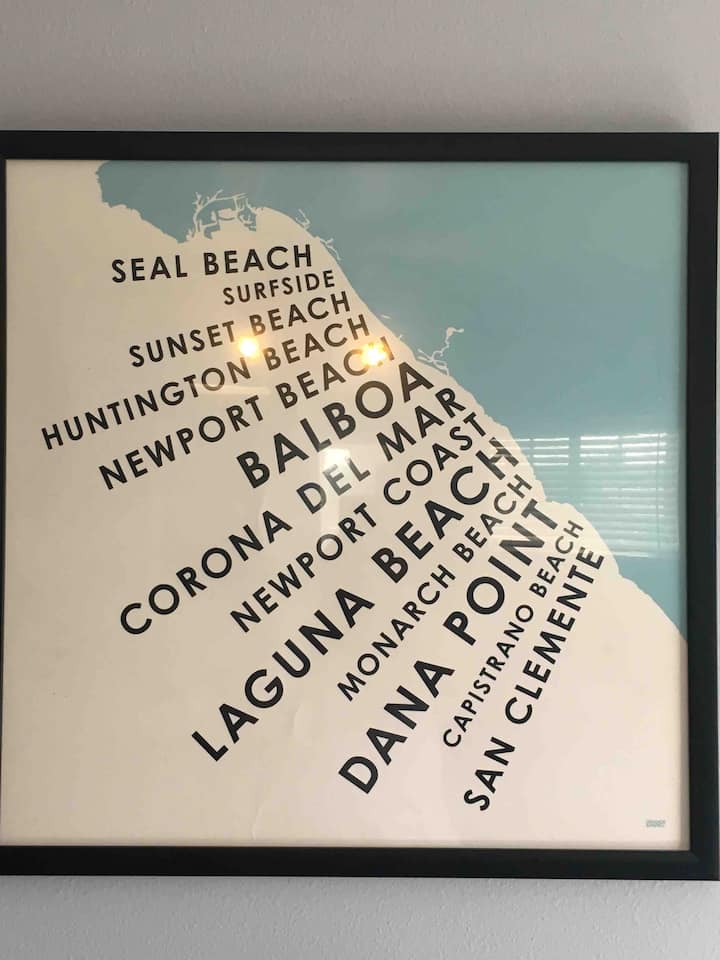 SEAL BEACH
SURFSIDE
SUNSET BEACH
HUNTINGTON BEACH
NEWPORT BEACH
BALBOA
CORONA DEL MAR
NEWPORT COAST
LAGUNA BEACH
MONARCH BEACH
DANA POINT
CAPISTRANO BEACH
SAN CLEMENTE